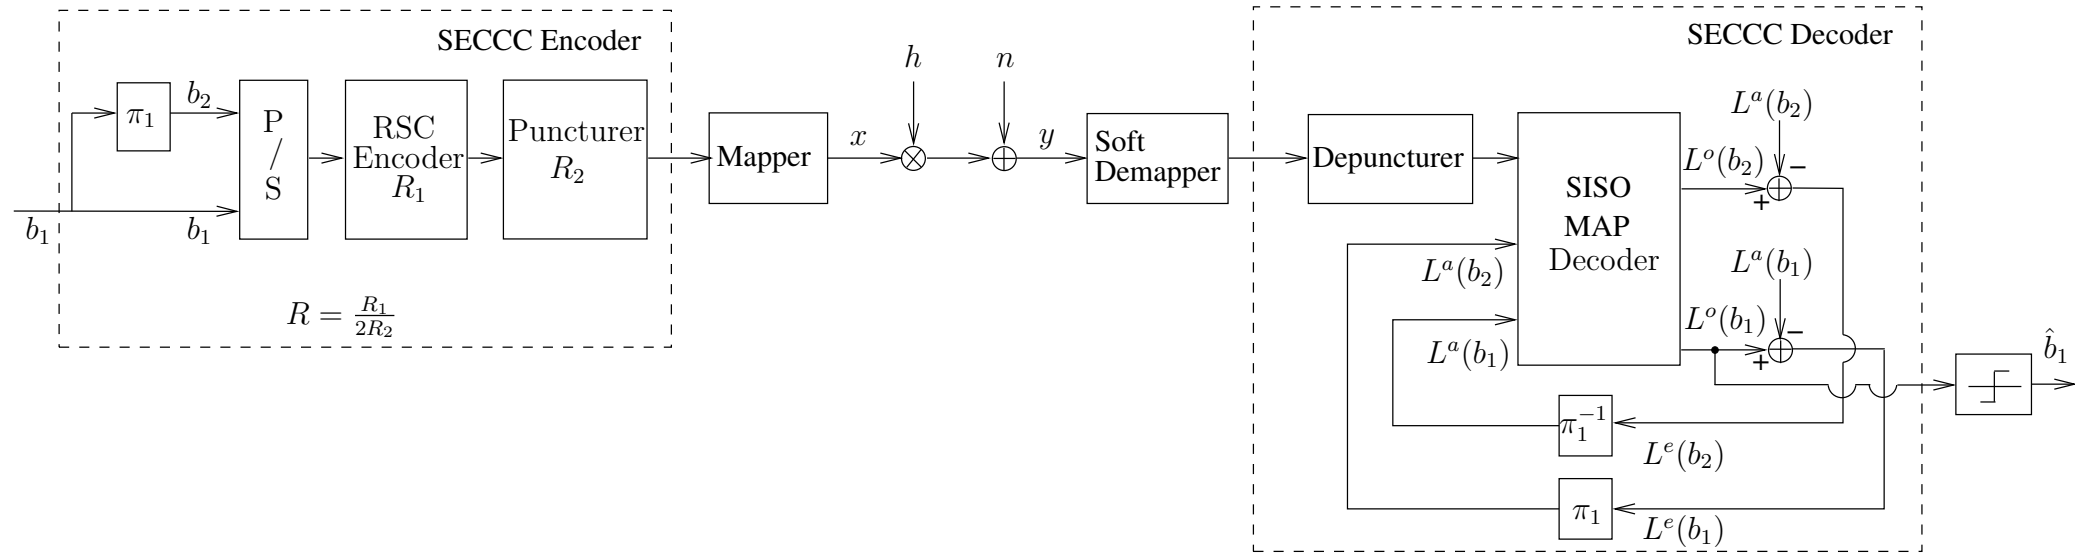 SECCC Encoder
b₁
π₁
b₂
b₁
P
/
S
RSC
Encoder
R₁
Puncturer
R₂
R = R₁/2R₂
Mapper
x
h
n
y
Soft
Demapper
SECCC Decoder
Depuncturer
SISO
MAP
Decoder
Lᵃ(b₂)
Lᵃ(b₁)
Lᵃ(b₂)
−
Lᵒ(b₂)
+
Lᵃ(b₁)
−
Lᵒ(b₁)
+
π₁⁻¹
Lᵉ(b₂)
π₁
Lᵉ(b₁)
b̂₁